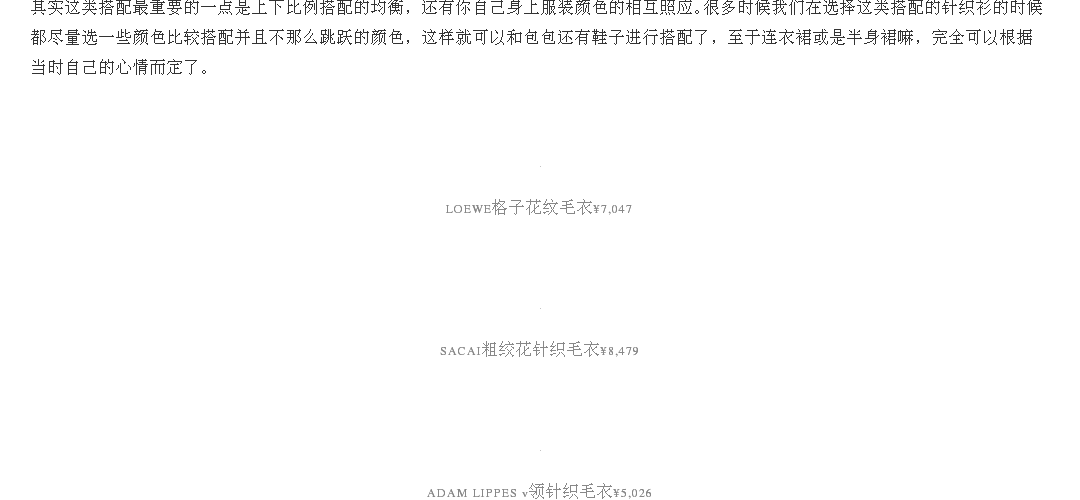 其实这类搭配最重要的一点是上下比例搭配的均衡，还有你自己身上服装颜色的相互照应。很多时候我们在选择这类搭配的针织衫的时候
都尽量选一些颜色比较搭配并且不那么跳跃的颜色，这样就可以和包包还有鞋子进行搭配了，至于连衣裙或是半身裙嘛，完全可以根据
当时自己的心情而定了。
LOEWE格子花纹毛衣¥7,047
SACAI粗绞花针织毛衣¥8,479
ADAM LIPPES v领针织毛衣¥5,026